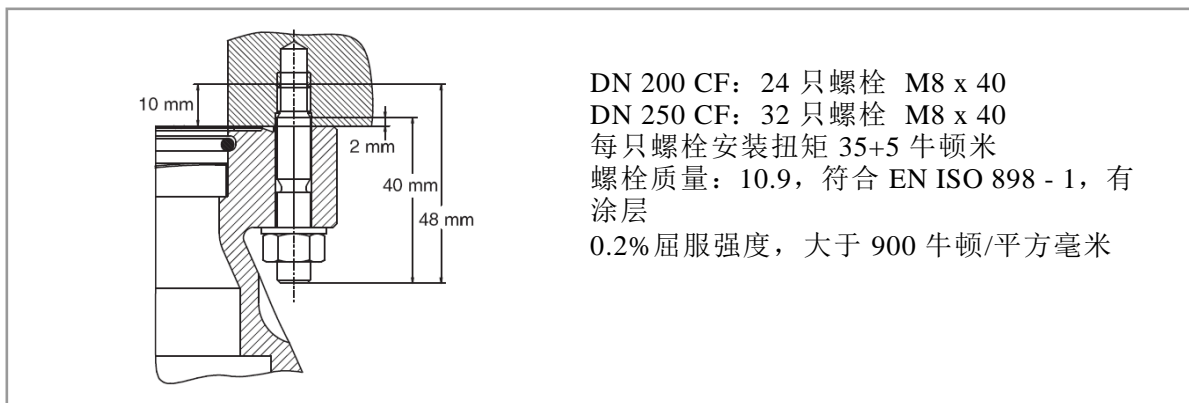 10 mm
2 mm
40 mm
48 mm
DN 200 CF：24 只螺栓 M8 x 40
DN 250 CF：32 只螺栓 M8 x 40
每只螺栓安装扭矩 35+5 牛顿米
螺栓质量：10.9，符合 EN ISO 898 - 1，有
涂层
0.2%屈服强度，大于 900 牛顿/平方毫米